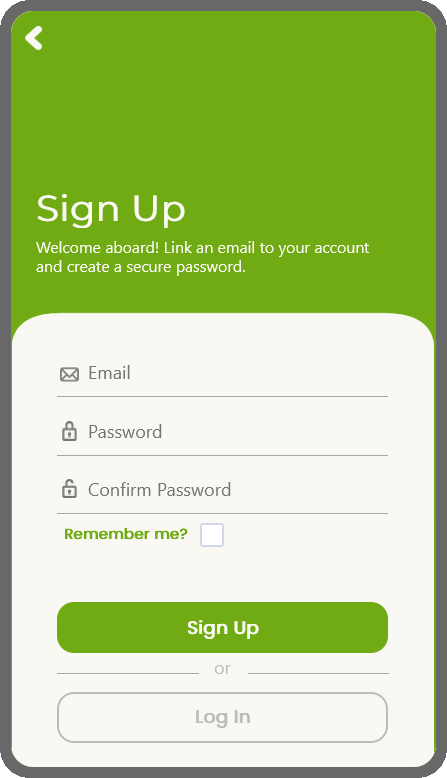 Sign Up
Welcome aboard! Link an email to your account
and create a secure password.
Email
Password
Confirm Password
Remember me?
Sign Up
or
Log In